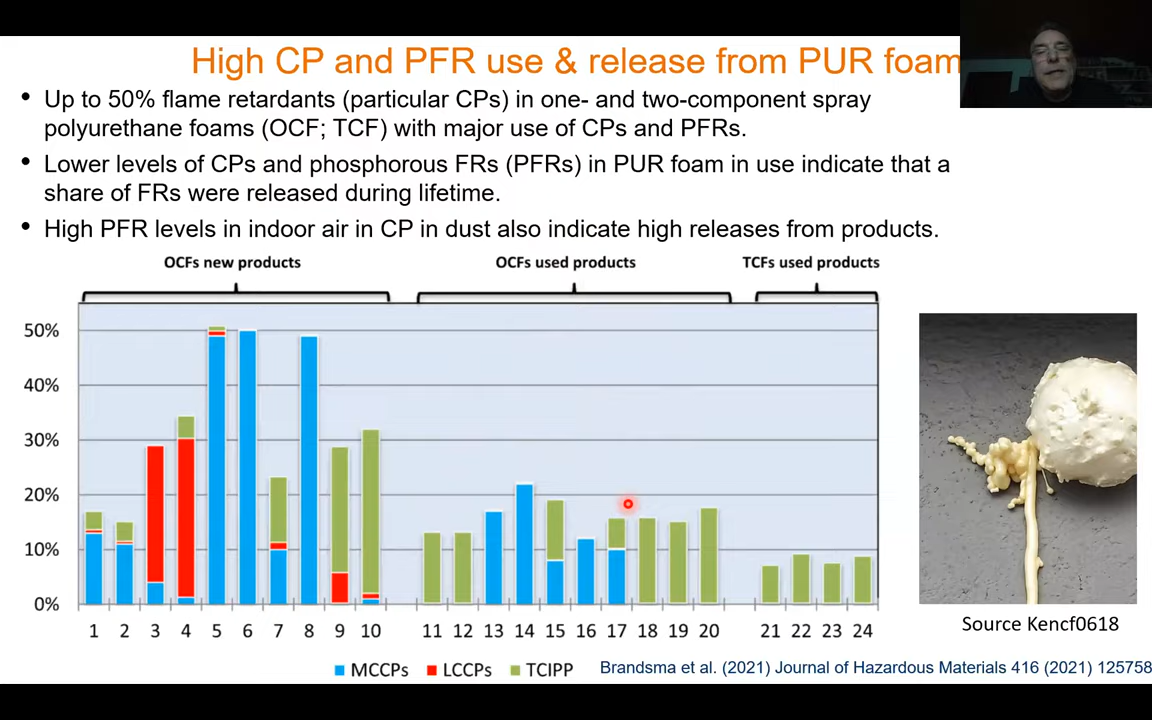 High CP and PFR use & release from PUR foam
• Up to 50% flame retardants (particular CPs) in one- and two-component spray
polyurethane foams (OCF; TCF) with major use of CPs and PFRs.
• Lower levels of CPs and phosphorous FRs (PFRs) in PUR foam in use indicate that a
share of FRs were released during lifetime.
• High PFR levels in indoor air in CP in dust also indicate high releases from products.
OCFs new products OCFs used products TCFs used products
50%
40%
30%
20%
10%
0%
1 2 3 4 5 6 7 8 9 10 11 12 13 14 15 16 17 18 19 20 21 22 23 24
MCCPs LCCPs TCIPP
Source Kencf0618
Brandsma et al. (2021) Journal of Hazardous Materials 416 (2021) 125758